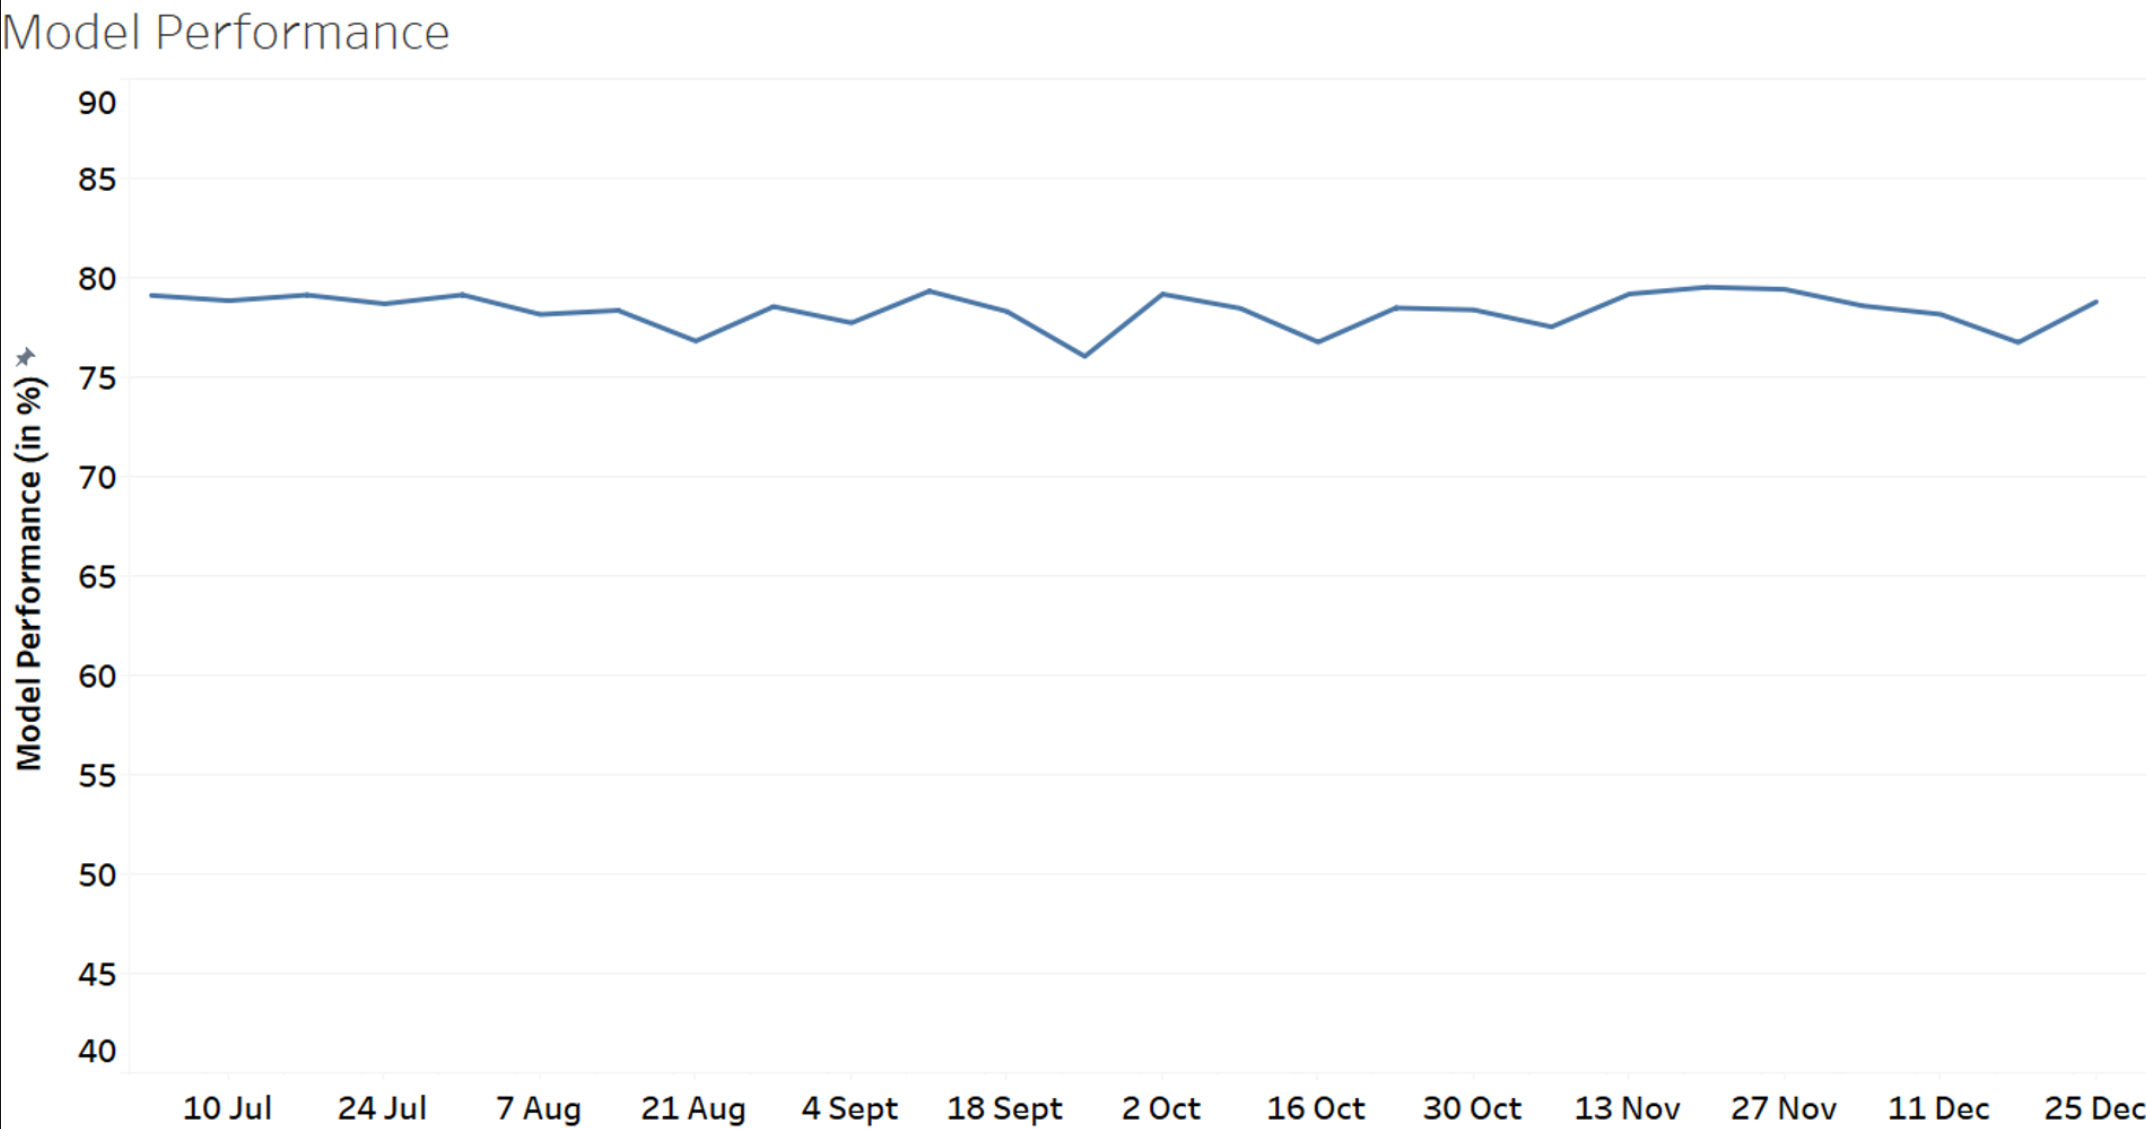 Model Performance
Model Performance (in %)
90
85
80
75
70
65
60
55
50
45
40
10 Jul
24 Jul
7 Aug
21 Aug
4 Sept
18 Sept
2 Oct
16 Oct
30 Oct
13 Nov
27 Nov
11 Dec
25 Dec